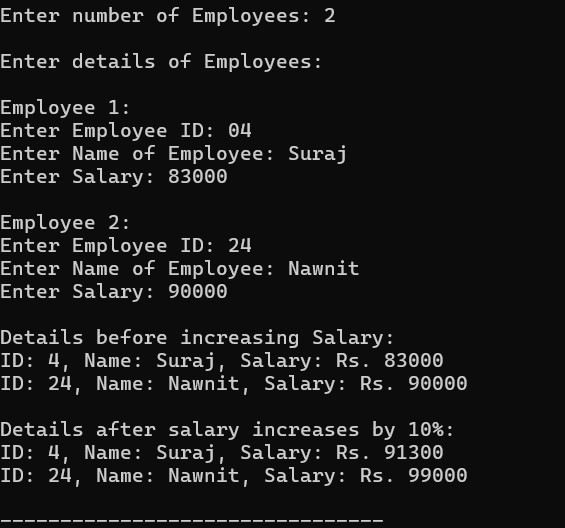 Enter number of Employees: 2
Enter details of Employees:
Employee 1:
Enter Employee ID: 04
Enter Name of Employee: Suraj
Enter Salary: 83000
Employee 2:
Enter Employee ID: 24
Enter Name of Employee: Nawnit
Enter Salary: 90000
Details before increasing Salary:
ID: 4, Name: Suraj, Salary: Rs. 83000
ID: 24, Name: Nawnit, Salary: Rs. 90000
Details after salary increases by 10%:
ID: 4, Name: Suraj, Salary: Rs. 91300
ID: 24, Name: Nawnit, Salary: Rs. 99000
--------------------------------